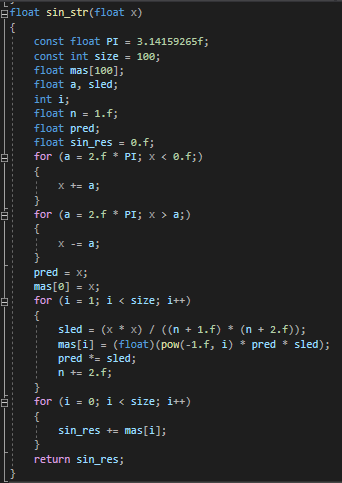 float sin_str(float x)
{
    const float PI = 3.14159265f;
    const int size = 100;
    float mas[100];
    float a, sled;
    int i;
    float n = 1.f;
    float pred;
    float sin_res = 0.f;
    for (a = 2.f * PI; x < 0.f;)
    {
        x += a;
    }
    for (a = 2.f * PI; x > a;)
    {
        x -= a;
    }
    pred = x;
    mas[0] = x;
    for (i = 1; i < size; i++)
    {
        sled = (x * x) / ((n + 1.f) * (n + 2.f));
        mas[i] = (float)(pow(-1.f, i) * pred * sled);
        pred *= sled;
        n += 2.f;
    }
    for (i = 0; i < size; i++)
    {
        sin_res += mas[i];
    }
    return sin_res;
}